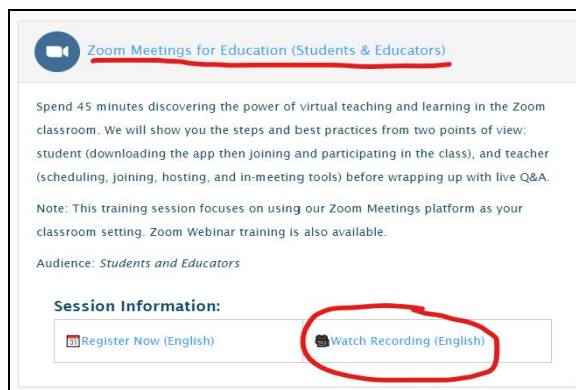 Zoom Meetings for Education (Students & Educators)
Spend 45 minutes discovering the power of virtual teaching and learning in the Zoom
classroom. We will show you the steps and best practices from two points of view:
student (downloading the app then joining and participating in the class), and teacher
(scheduling, joining, hosting, and in-meeting tools) before wrapping up with live Q&A.
Note: This training session focuses on using our Zoom Meetings platform as your
classroom setting. Zoom Webinar training is also available.
Audience: Students and Educators
Session Information:
Register Now (English) Watch Recording (English)